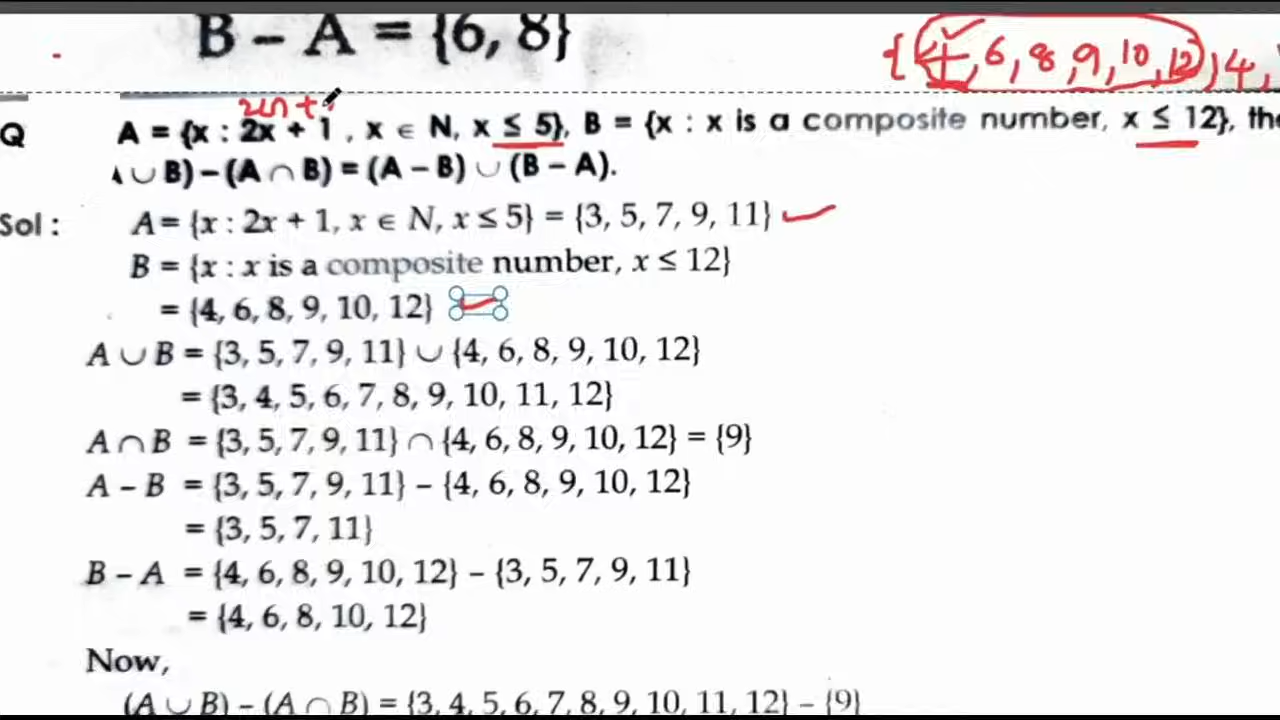 B – A = {6, 8}
{4, 6, 8, 9, 10, 12, 14,
2n +
Q A = {x : 2x + 1 , x ∈ N, x ≤ 5}, B = {x : x is a composite number, x ≤ 12}, the
∪ B) – (A ∩ B) = (A – B) ∪ (B – A).
Sol : A = {x : 2x + 1, x ∈ N, x ≤ 5} = {3, 5, 7, 9, 11}
B = {x : x is a composite number, x ≤ 12}
= {4, 6, 8, 9, 10, 12}
A ∪ B = {3, 5, 7, 9, 11} ∪ {4, 6, 8, 9, 10, 12}
= {3, 4, 5, 6, 7, 8, 9, 10, 11, 12}
A ∩ B = {3, 5, 7, 9, 11} ∩ {4, 6, 8, 9, 10, 12} = {9}
A – B = {3, 5, 7, 9, 11} – {4, 6, 8, 9, 10, 12}
= {3, 5, 7, 11}
B – A = {4, 6, 8, 9, 10, 12} – {3, 5, 7, 9, 11}
= {4, 6, 8, 10, 12}
Now,
(A ∪ B) – (A ∩ B) = {3, 4, 5, 6, 7, 8, 9, 10, 11, 12} – {9}